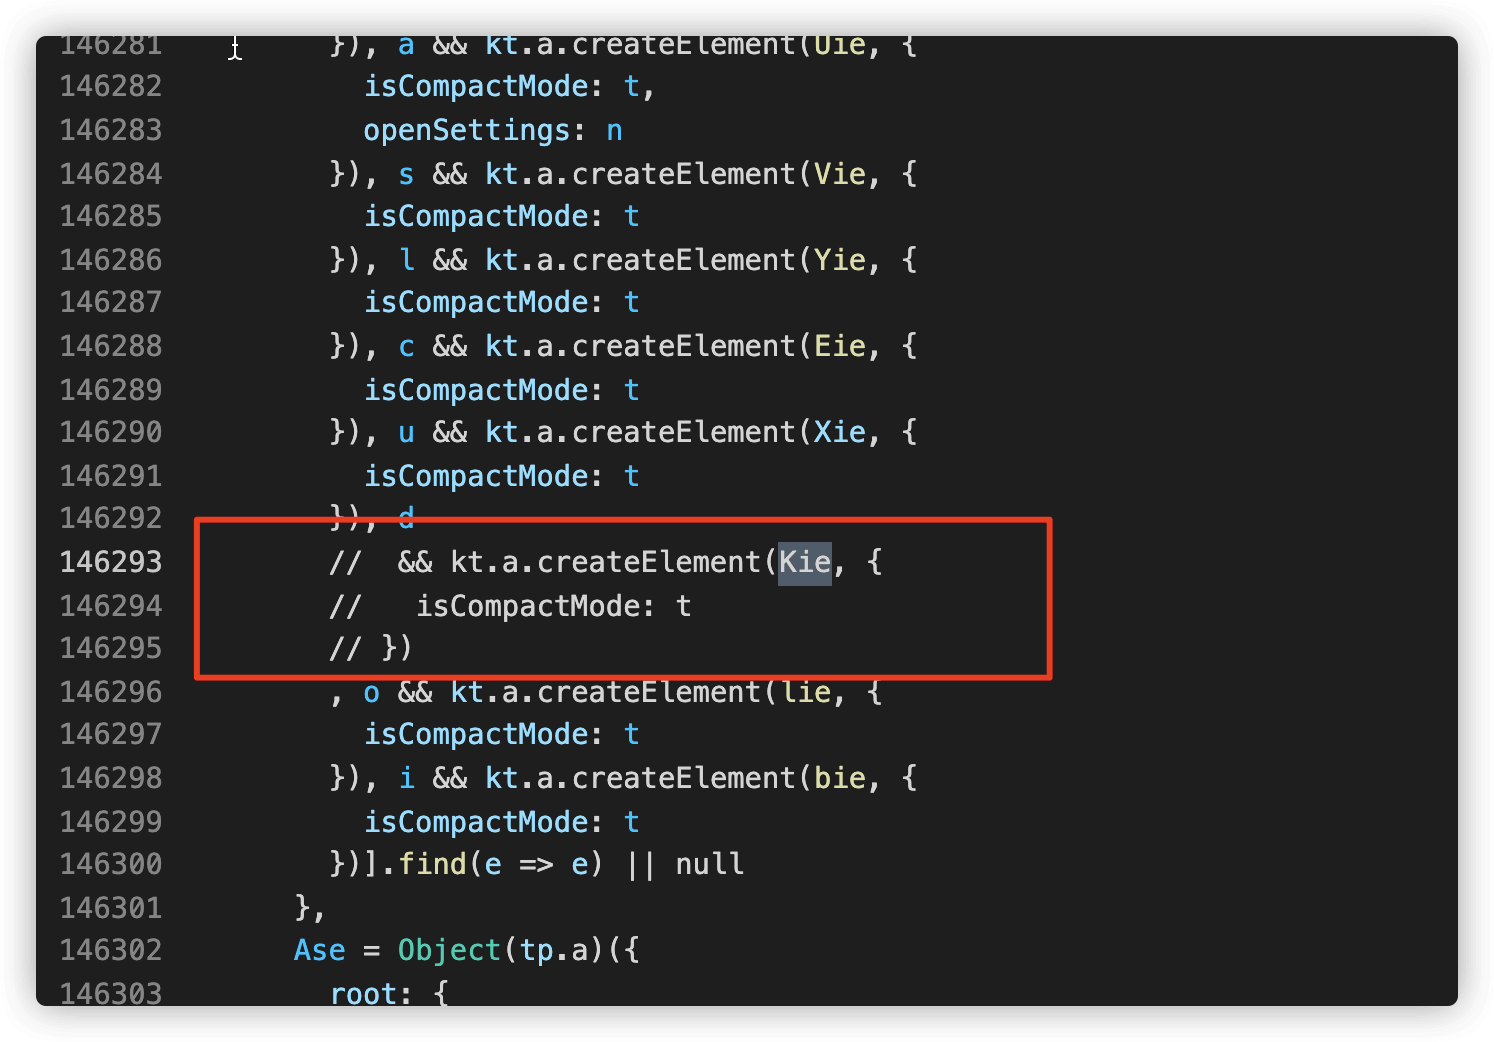 146281 }), a && kt.a.createElement(Uie, {
146282 isCompactMode: t,
146283 openSettings: n
146284 }), s && kt.a.createElement(Vie, {
146285 isCompactMode: t
146286 }), l && kt.a.createElement(Yie, {
146287 isCompactMode: t
146288 }), c && kt.a.createElement(Eie, {
146289 isCompactMode: t
146290 }), u && kt.a.createElement(Xie, {
146291 isCompactMode: t
146292 }), d
146293 // && kt.a.createElement(Kie, {
146294 // isCompactMode: t
146295 // })
146296 , o && kt.a.createElement(lie, {
146297 isCompactMode: t
146298 }), i && kt.a.createElement(bie, {
146299 isCompactMode: t
146300 })].find(e => e) || null
146301 },
146302 Ase = Object(tp.a)({
146303 root: {